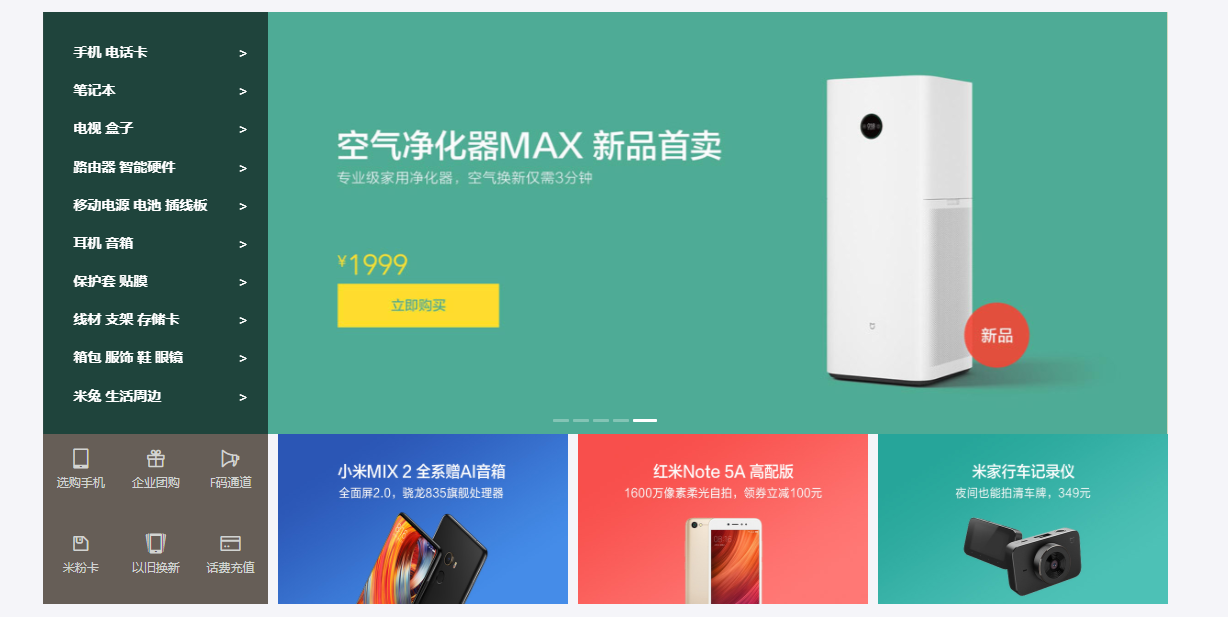 手机 电话卡 >
笔记本 >
电视 盒子 >
路由器 智能硬件 >
移动电源 电池 插线板 >
耳机 音箱 >
保护套 贴膜 >
线材 支架 存储卡 >
箱包 服饰 鞋 眼镜 >
米兔 生活周边 >
空气净化器MAX 新品首卖
专业级家用净化器，空气换新仅需3分钟
¥1999
立即购买
新品
选购手机 企业团购 F码通道
米粉卡 以旧换新 话费充值
小米MIX 2 全系赠AI音箱
全面屏2.0，骁龙835旗舰处理器
红米Note 5A 高配版
1600万像素柔光自拍，领券立减100元
08:16
米家行车记录仪
夜间也能拍清车牌，349元